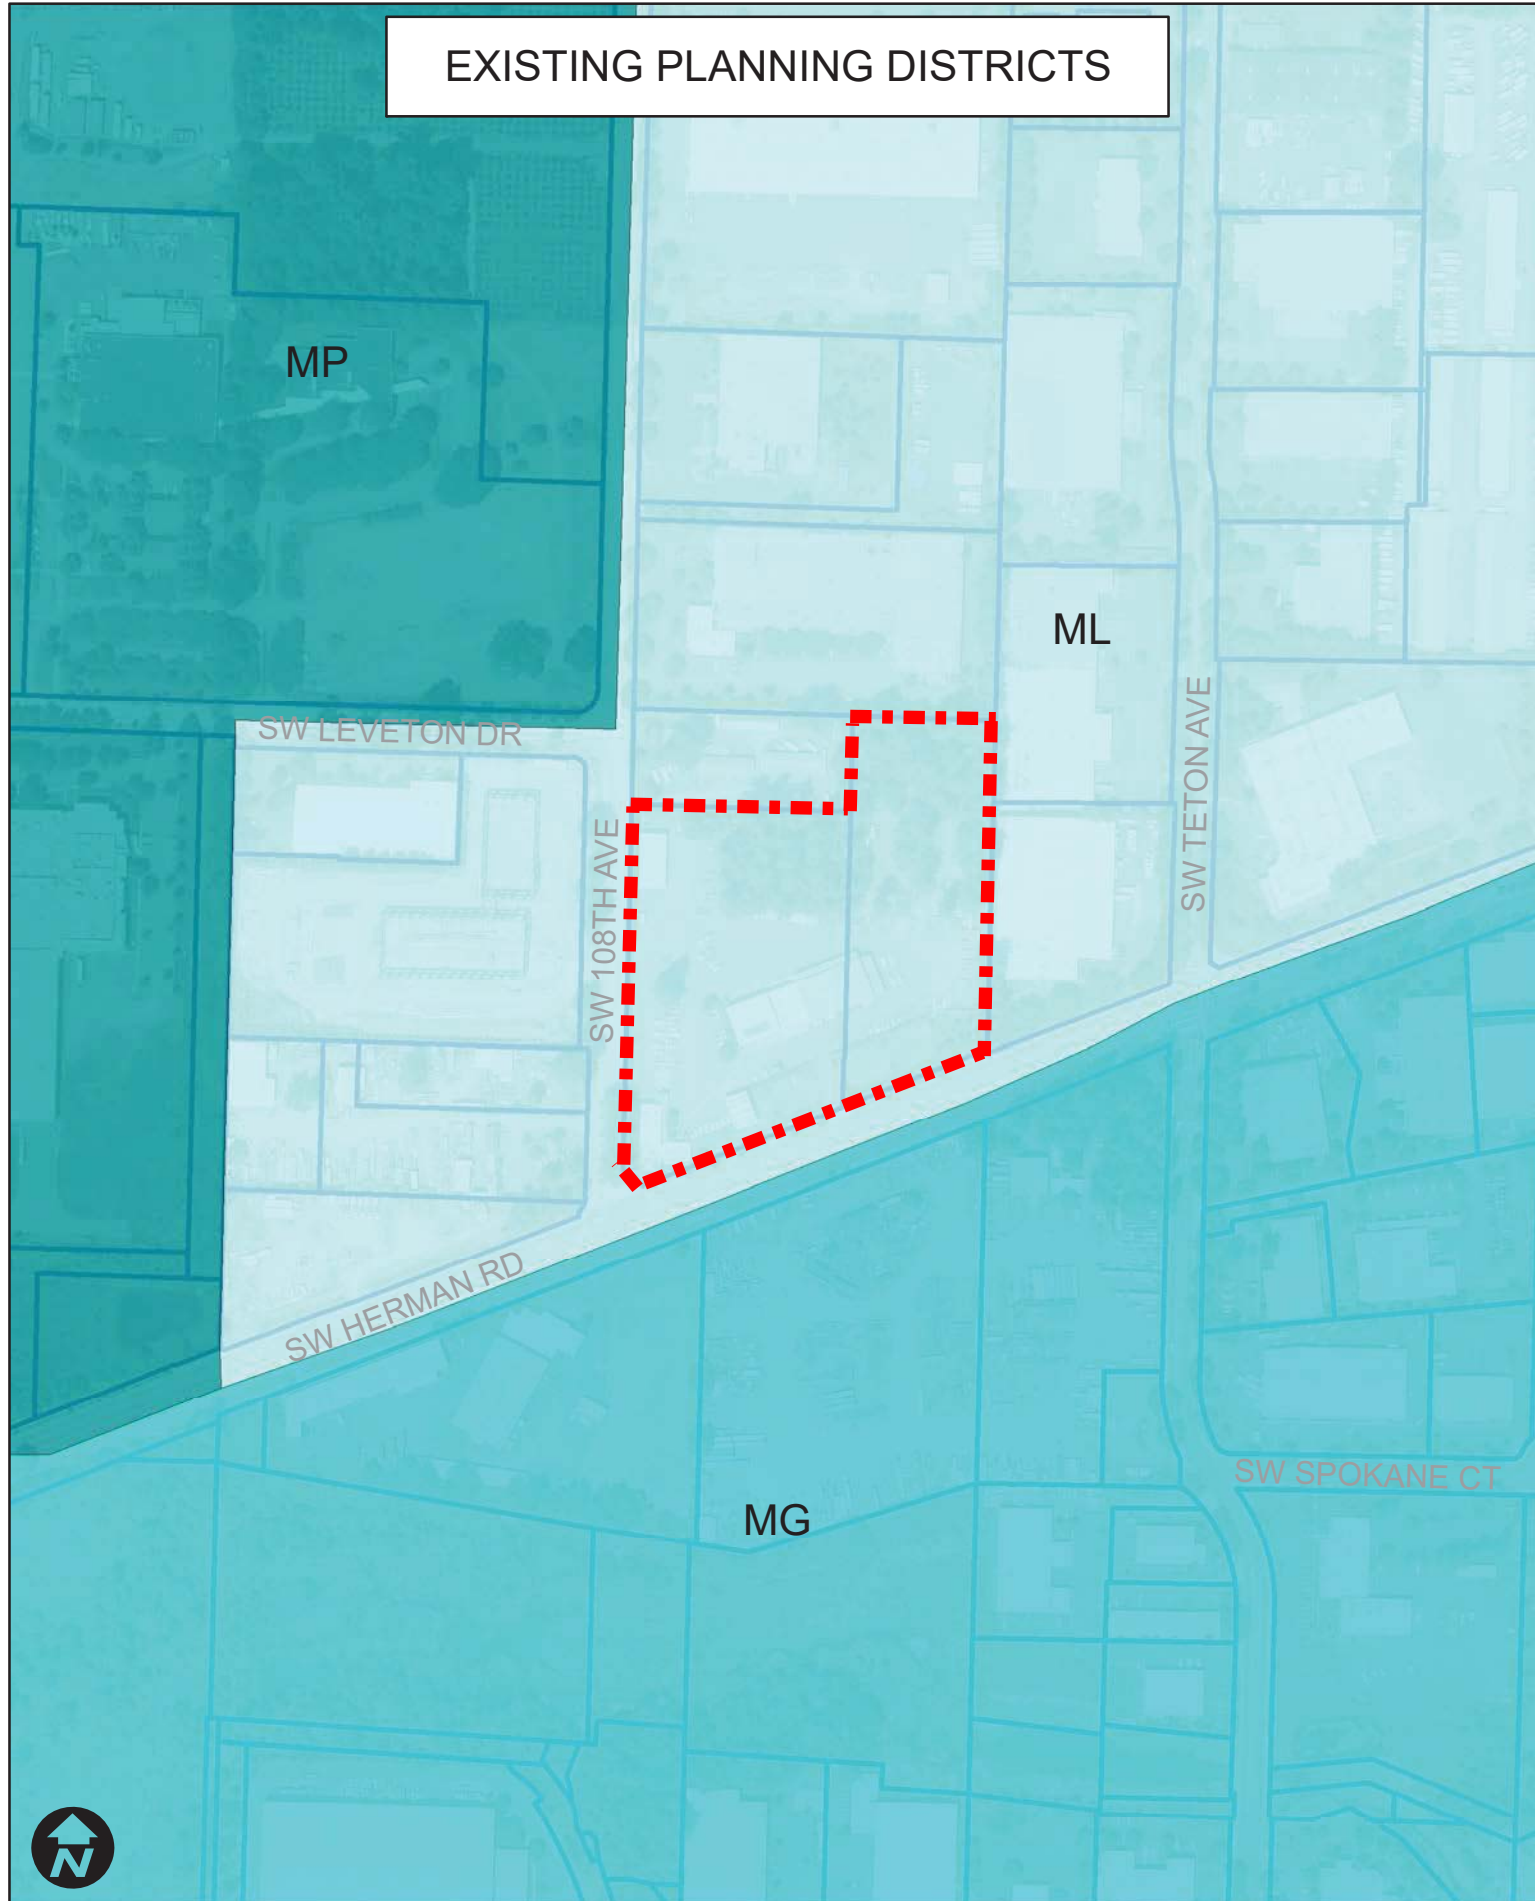 EXISTING PLANNING DISTRICTS
MP
ML
SW LEVETON DR
SW TETON AVE
SW 108TH AVE
SW HERMAN RD
SW SPOKANE CT
MG
N